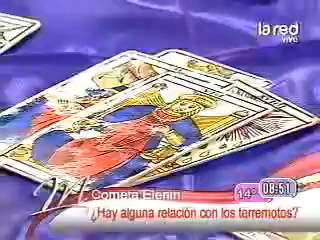 la red
vivo
Cometa Elenin
14°
08:51
¿Hay alguna relación con los terremotos?